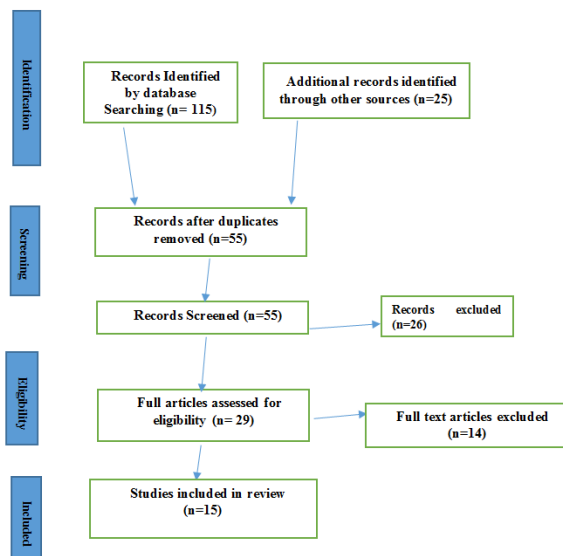 Identification
Records Identified
by database
Searching (n= 115)
Additional records identified
through other sources (n=25)
Screening
Records after duplicates
removed (n=55)
Records Screened (n=55)
Records excluded
(n=26)
Eligibility
Full articles assessed for
eligibility (n= 29)
Full text articles excluded
(n=14)
Included
Studies included in review
(n=15)